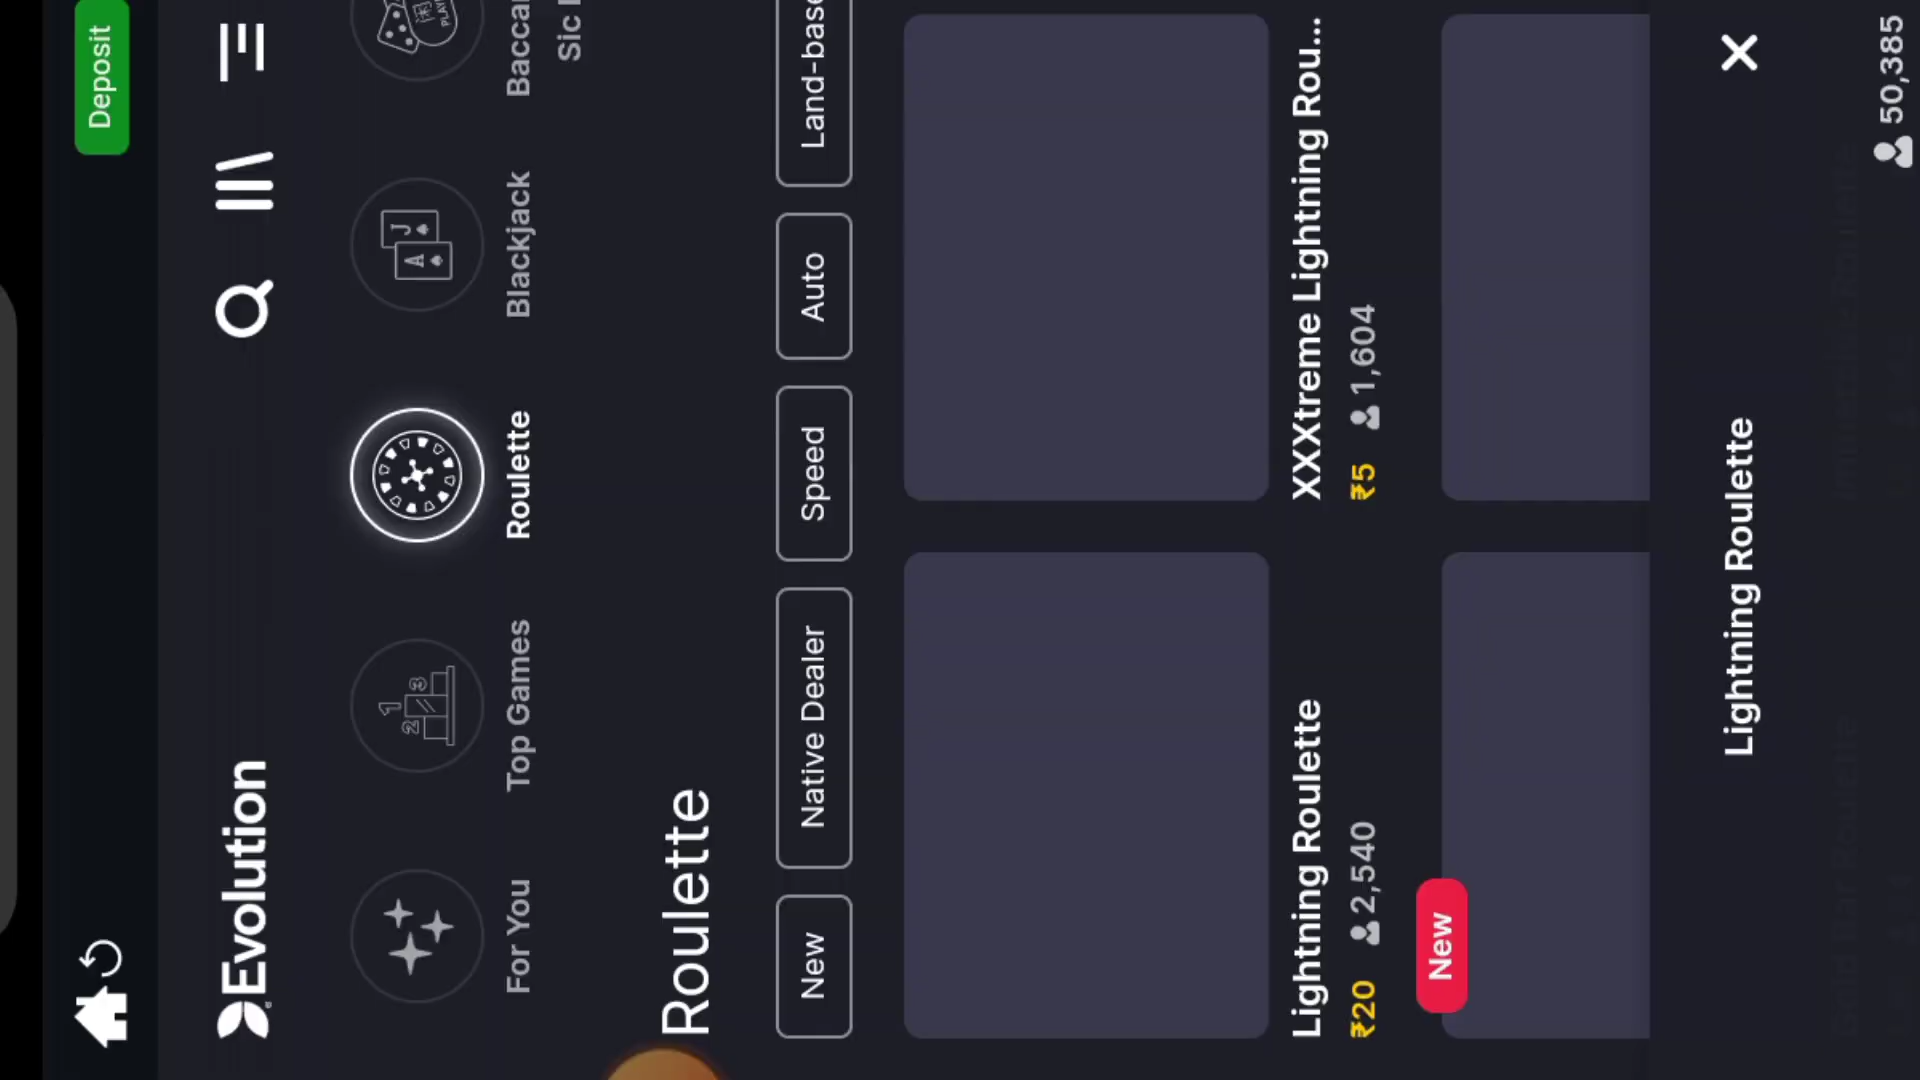 Deposit
Evolution
For You
Top Games
Roulette
Blackjack
Baccar
Sic
Roulette
New
Native Dealer
Speed
Auto
Land-base
Lightning Roulette
₹20 2,540
XXXtreme Lightning Rou...
₹5 1,604
New
Lightning Roulette
50,385